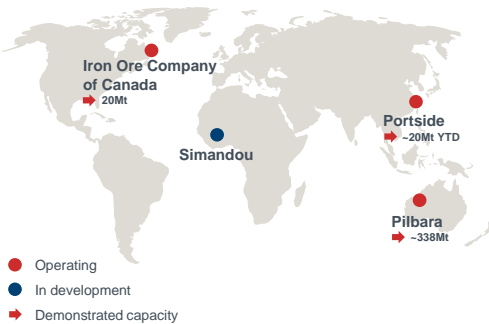 Iron Ore Company
of Canada
20Mt
Portside
~20Mt YTD
Simandou
Pilbara
~338Mt
Operating
In development
Demonstrated capacity